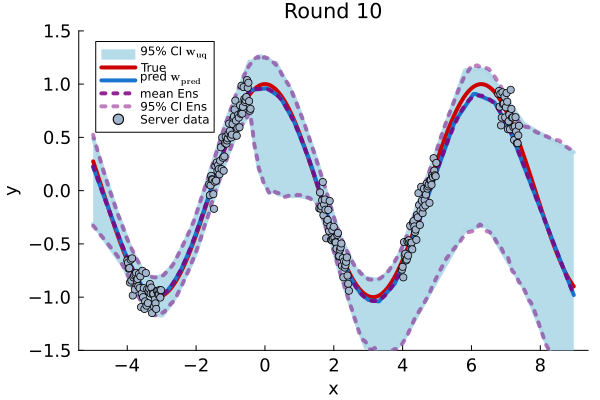 Round 10
1.5
1.0
0.5
0.0
−0.5
−1.0
−1.5
y
95% CI w_uq
True
pred w_pred
mean Ens
95% CI Ens
Server data
−4 −2 0 2 4 6 8
x